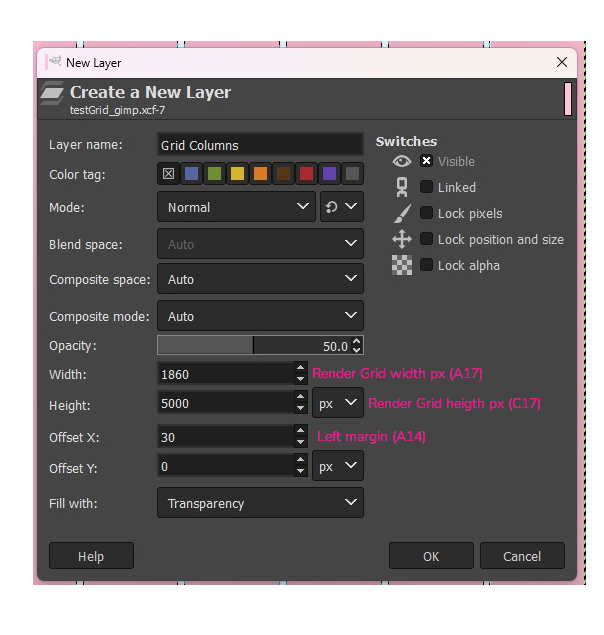 New Layer
Create a New Layer
testGrid_gimp.xcf-7
Layer name: Grid Columns
Color tag:
Mode: Normal
Blend space: Auto
Composite space: Auto
Composite mode: Auto
Opacity: 50.0
Width: 1860 Render Grid width px (A17)
Height: 5000 px Render Grid heigth px (C17)
Offset X: 30 Left margin (A14)
Offset Y: 0 px
Fill with: Transparency
Switches
Visible
Linked
Lock pixels
Lock position and size
Lock alpha
Help OK Cancel